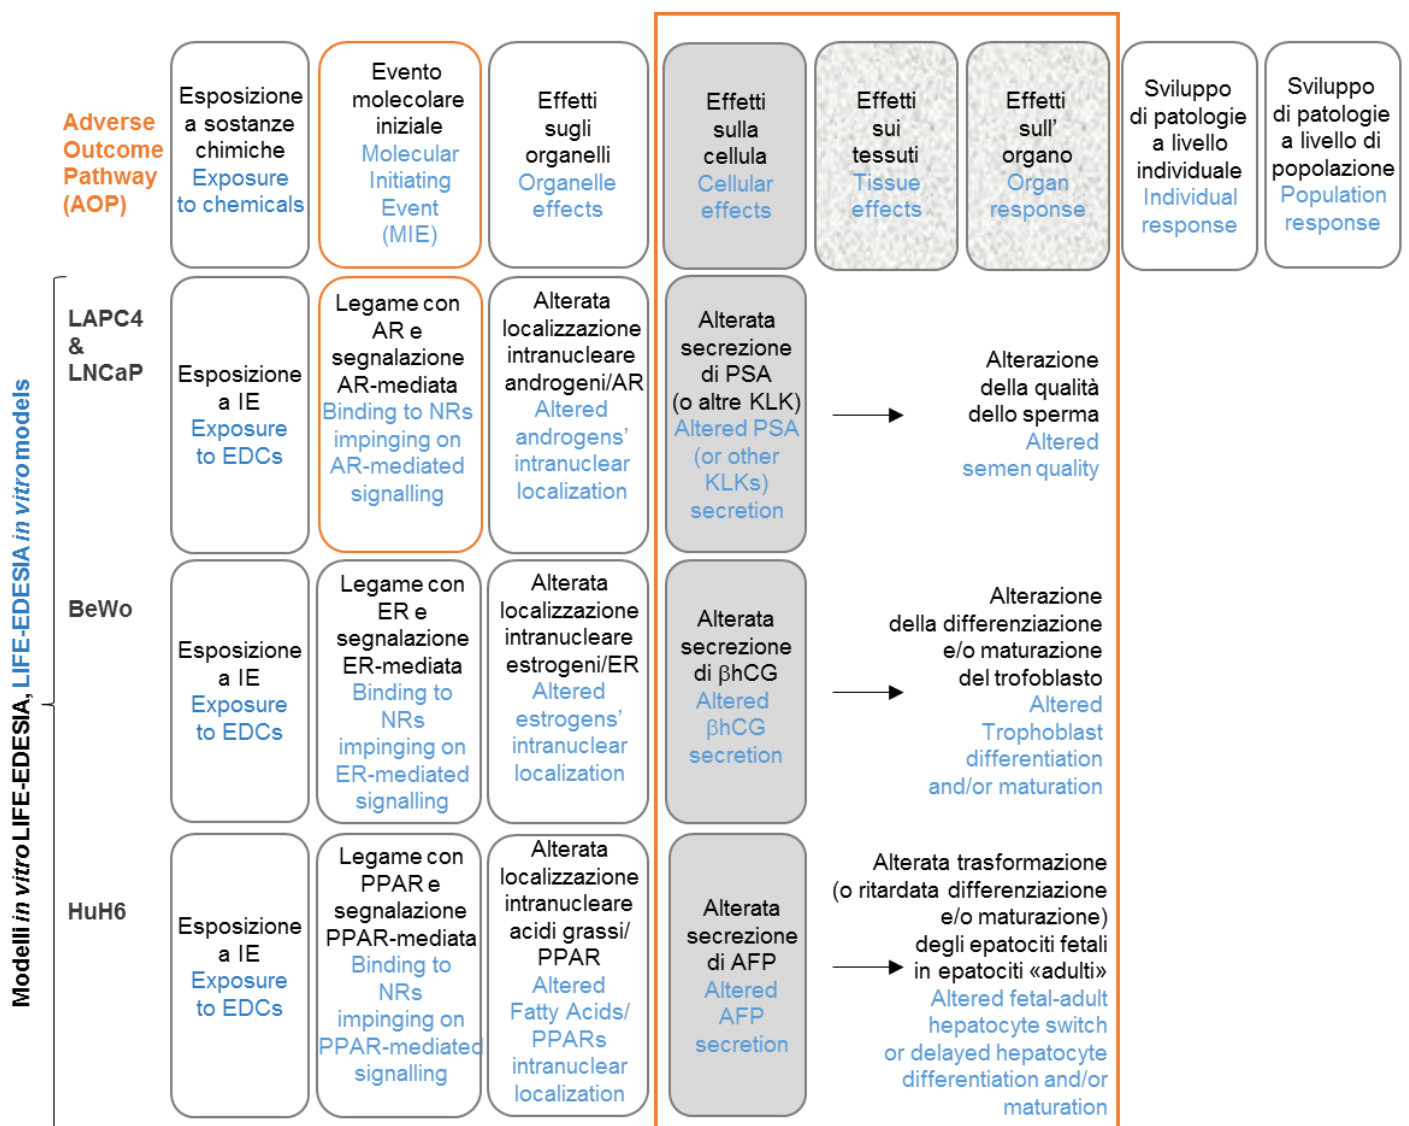 Adverse
Outcome
Pathway
(AOP)
Esposizione
a sostanze
chimiche
Exposure
to chemicals
Evento
molecolare
iniziale
Molecular
Initiating
Event
(MIE)
Effetti
sugli
organelli
Organelle
effects
Effetti
sulla
cellula
Cellular
effects
Effetti
sui
tessuti
Tissue
effects
Effetti
sull'
organo
Organ
response
Sviluppo
di patologie
a livello
individuale
Individual
response
Sviluppo
di patologie
a livello di
popolazione
Population
response
Modelli in vitro LIFE-EDESIA, LIFE-EDESIA in vitro models
LAPC4
&
LNCaP
Esposizione
a IE
Exposure
to EDCs
Legame con
AR e
segnalazione
AR-mediata
Binding to NRs
impinging on
AR-mediated
signalling
Alterata
localizzazione
intranucleare
androgeni/AR
Altered
androgens'
intranuclear
localization
Alterata
secrezione
di PSA
(o altre KLK)
Altered PSA
(or other
KLKs)
secretion
Alterazione
della qualità
dello sperma
Altered
semen quality
BeWo
Esposizione
a IE
Exposure
to EDCs
Legame con
ER e
segnalazione
ER-mediata
Binding to
NRs
impinging on
ER-mediated
signalling
Alterata
localizzazione
intranucleare
estrogeni/ER
Altered
estrogens'
intranuclear
localization
Alterata
secrezione
di βhCG
Altered
βhCG
secretion
Alterazione
della differenziazione
e/o maturazione
del trofoblasto
Altered
Trophoblast
differentiation
and/or maturation
HuH6
Esposizione
a IE
Exposure
to EDCs
Legame con
PPAR e
segnalazione
PPAR-mediata
Binding to
NRs
impinging on
PPAR-mediated
signalling
Alterata
localizzazione
intranucleare
acidi grassi/
PPAR
Altered
Fatty Acids/
PPARs
intranuclear
localization
Alterata
secrezione
di AFP
Altered
AFP
secretion
Alterata trasformazione
(o ritardata differenziazione
e/o maturazione)
degli epatociti fetali
in epatociti «adulti»
Altered fetal-adult
hepatocyte switch
or delayed hepatocyte
differentiation and/or
maturation